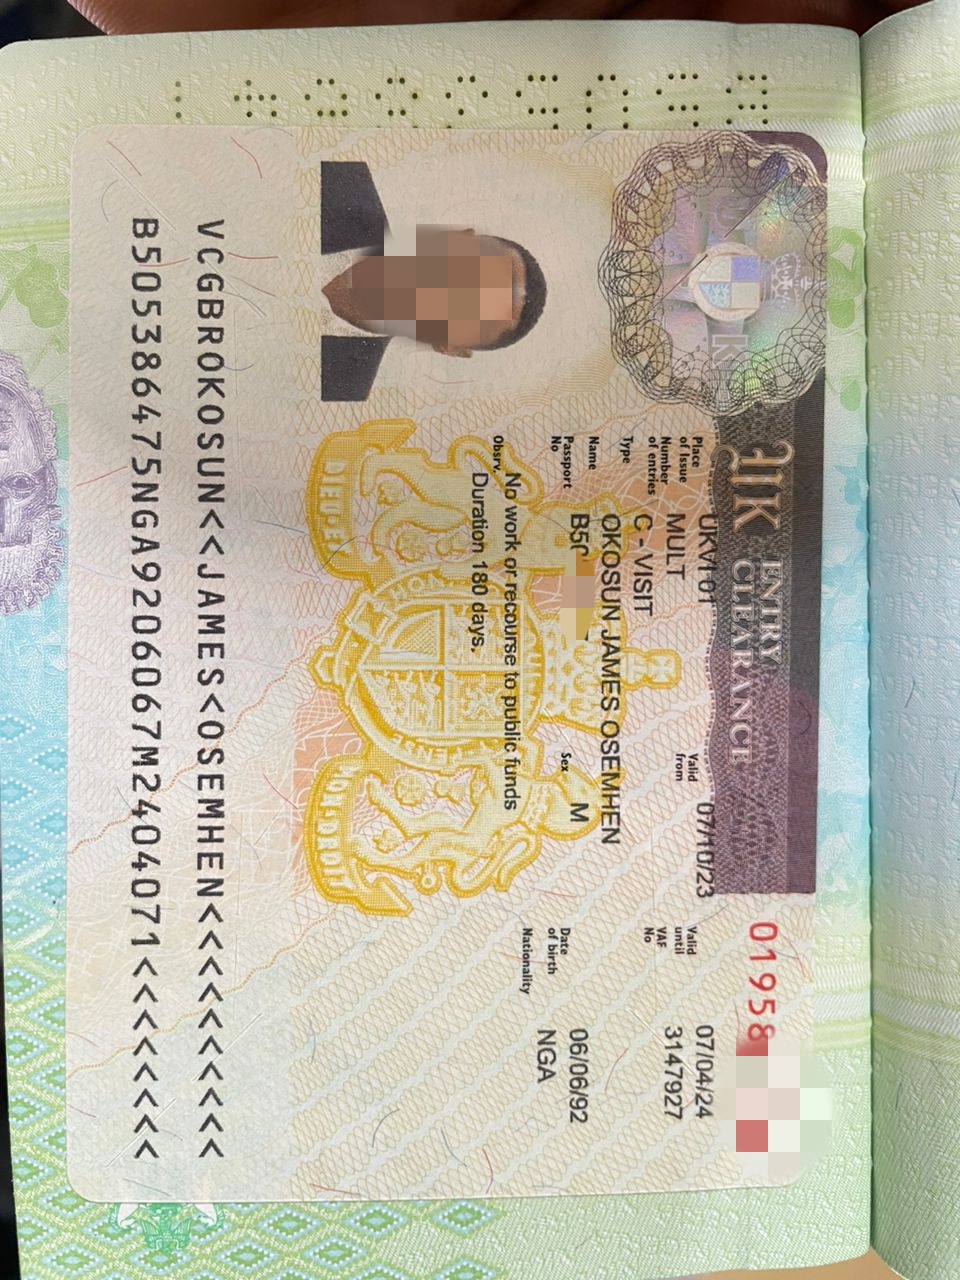 UK ENTRY
CLEARANCE
01958
Place of Issue UKVI 01 Valid from 07/10/23 Valid until 07/04/24
Number of entries MULT VAF No 3147927
Type C - VISIT
Name OKOSUN JAMES OSEMHEN
Passport No Sex M Date of birth 06/06/92
Nationality NGA
Obsrv. No work or recourse to public funds
Duration 180 days.
DIEU·ET MON·DROIT
VCGBROKOSUN<<JAMES<OSEMHEN<<<<<<<<<<
B505386475NGA9206067M2404071<<<<<<<<